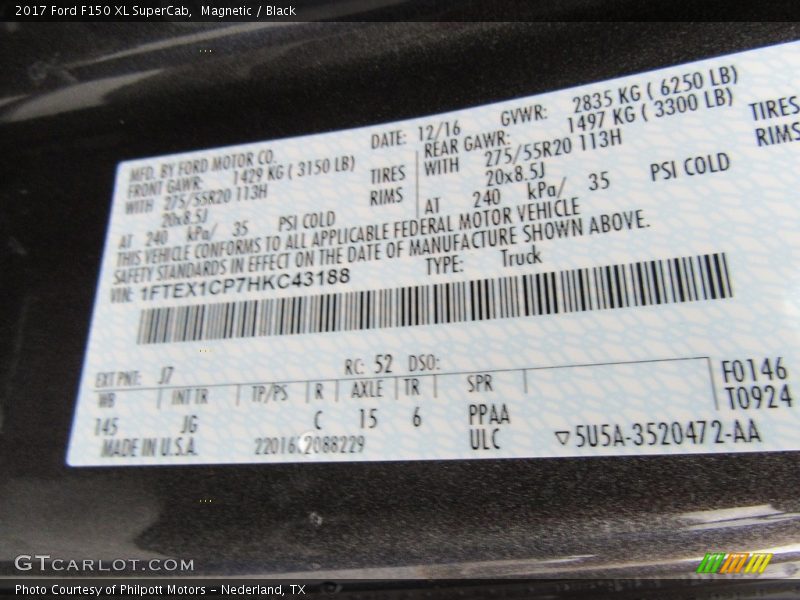 2017 Ford F150 XL SuperCab, Magnetic / Black
MFD. BY FORD MOTOR CO. DATE: 12/16 GVWR: 2835 KG ( 6250 LB)
FRONT GAWR: 1429 KG ( 3150 LB) REAR GAWR: 1497 KG ( 3300 LB)
WITH 275/55R20 113H TIRES WITH 275/55R20 113H TIRES
20x8.5J RIMS 20x8.5J RIMS
AT 240 kPa/ 35 PSI COLD AT 240 kPa/ 35 PSI COLD
THIS VEHICLE CONFORMS TO ALL APPLICABLE FEDERAL MOTOR VEHICLE
SAFETY STANDARDS IN EFFECT ON THE DATE OF MANUFACTURE SHOWN ABOVE.
VIN: 1FTEX1CP7HKC43188 TYPE: Truck
EXT PNT: J7 RC: 52 DSO: F0146
WB INT TR TP/PS R AXLE TR SPR T0924
145 JG C 15 6 PPAA
MADE IN U.S.A. ULC ▽5U5A-3520472-AA
GTCARLOT.COM
Photo Courtesy of Philpott Motors - Nederland, TX